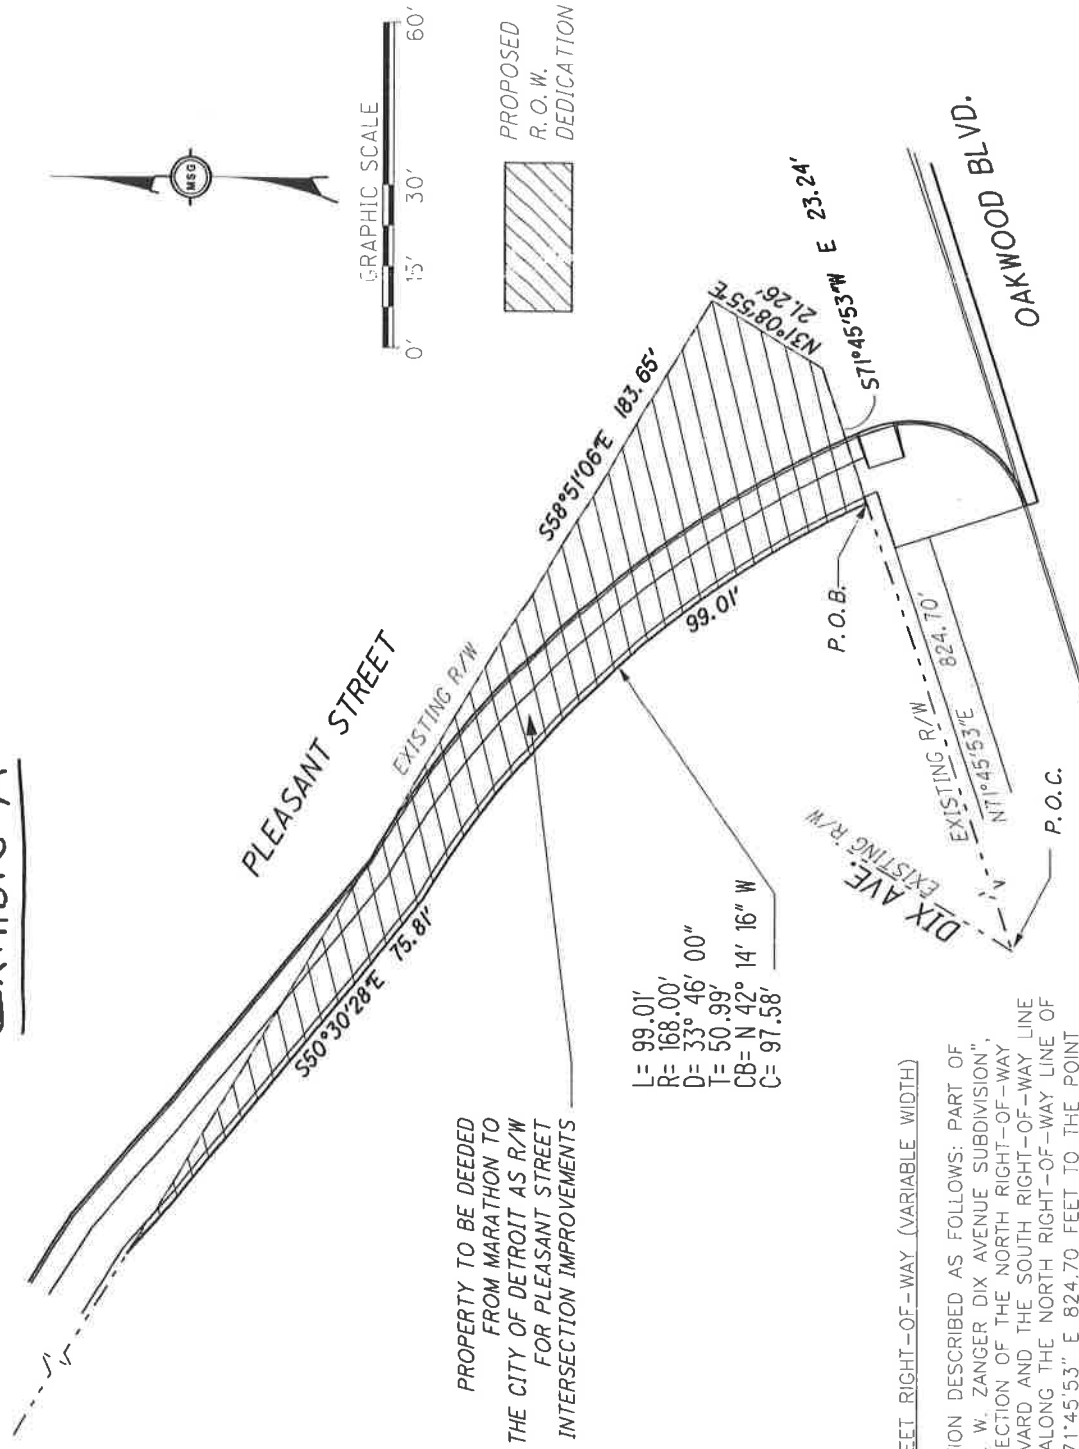 MSG
GRAPHIC SCALE
0' 15' 30' 60'
PROPOSED
R.O.W.
DEDICATION
PLEASANT STREET
EXISTING R/W
S58°51'06"E 183.65'
N31°08'55"E
21.26'
S71°45'53"W E 23.24'
OAKWOOD BLVD.
S50°30'28"E 75.81'
99.01'
P.O.B.
EXISTING R/W
N71°45'53"E 824.70'
DIX AVE.
EXISTING R/W
P.O.C.
PROPERTY TO BE DEEDED
FROM MARATHON TO
THE CITY OF DETROIT AS R/W
FOR PLEASANT STREET
INTERSECTION IMPROVEMENTS
L= 99.01'
R= 168.00'
D= 33° 46' 00"
T= 50.99'
CB= N 42° 14' 16" W
C= 97.58'
RIGHT-OF-WAY (VARIABLE WIDTH)
DESCRIBED AS FOLLOWS: PART OF
W. ZANGER DIX AVENUE SUBDIVISION",
OF THE NORTH RIGHT-OF-WAY
AND THE SOUTH RIGHT-OF-WAY LINE
ALONG THE NORTH RIGHT-OF-WAY LINE OF
71°45'53" E 824.70 FEET TO THE POINT